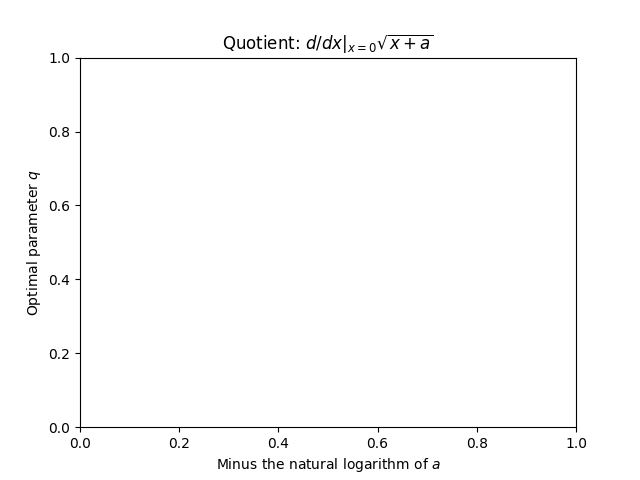 Quotient: d/dx|ₓ₌₀√x + a
1.0
0.8
0.6
0.4
0.2
0.0
Optimal parameter q
0.0 0.2 0.4 0.6 0.8 1.0
Minus the natural logarithm of a